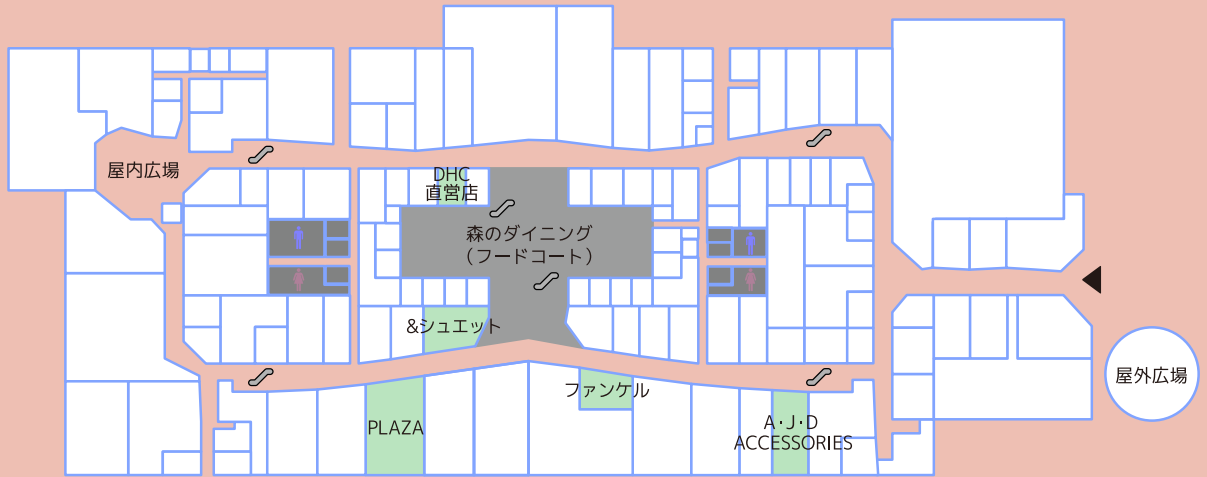 屋内広場
DHC
直営店
森のダイニング
（フードコート）
&シュエット
ファンケル
屋外広場
PLAZA
A・J・D
ACCESSORIES